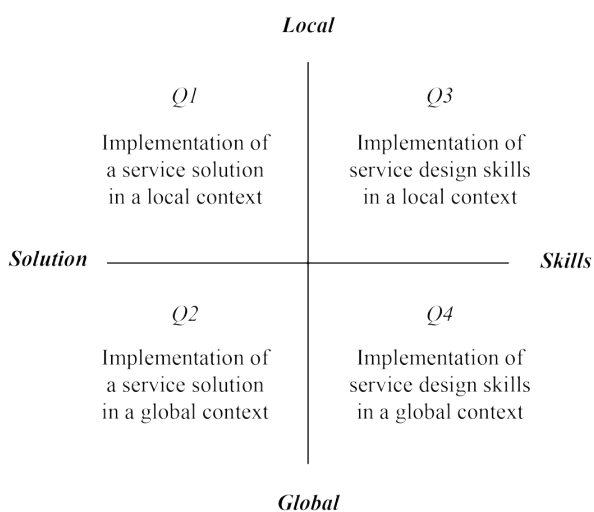 Local
Q1
Implementation of
a service solution
in a local context
Q3
Implementation of
service design skills
in a local context
Solution
Skills
Q2
Implementation of
a service solution
in a global context
Q4
Implementation of
service design skills
in a global context
Global